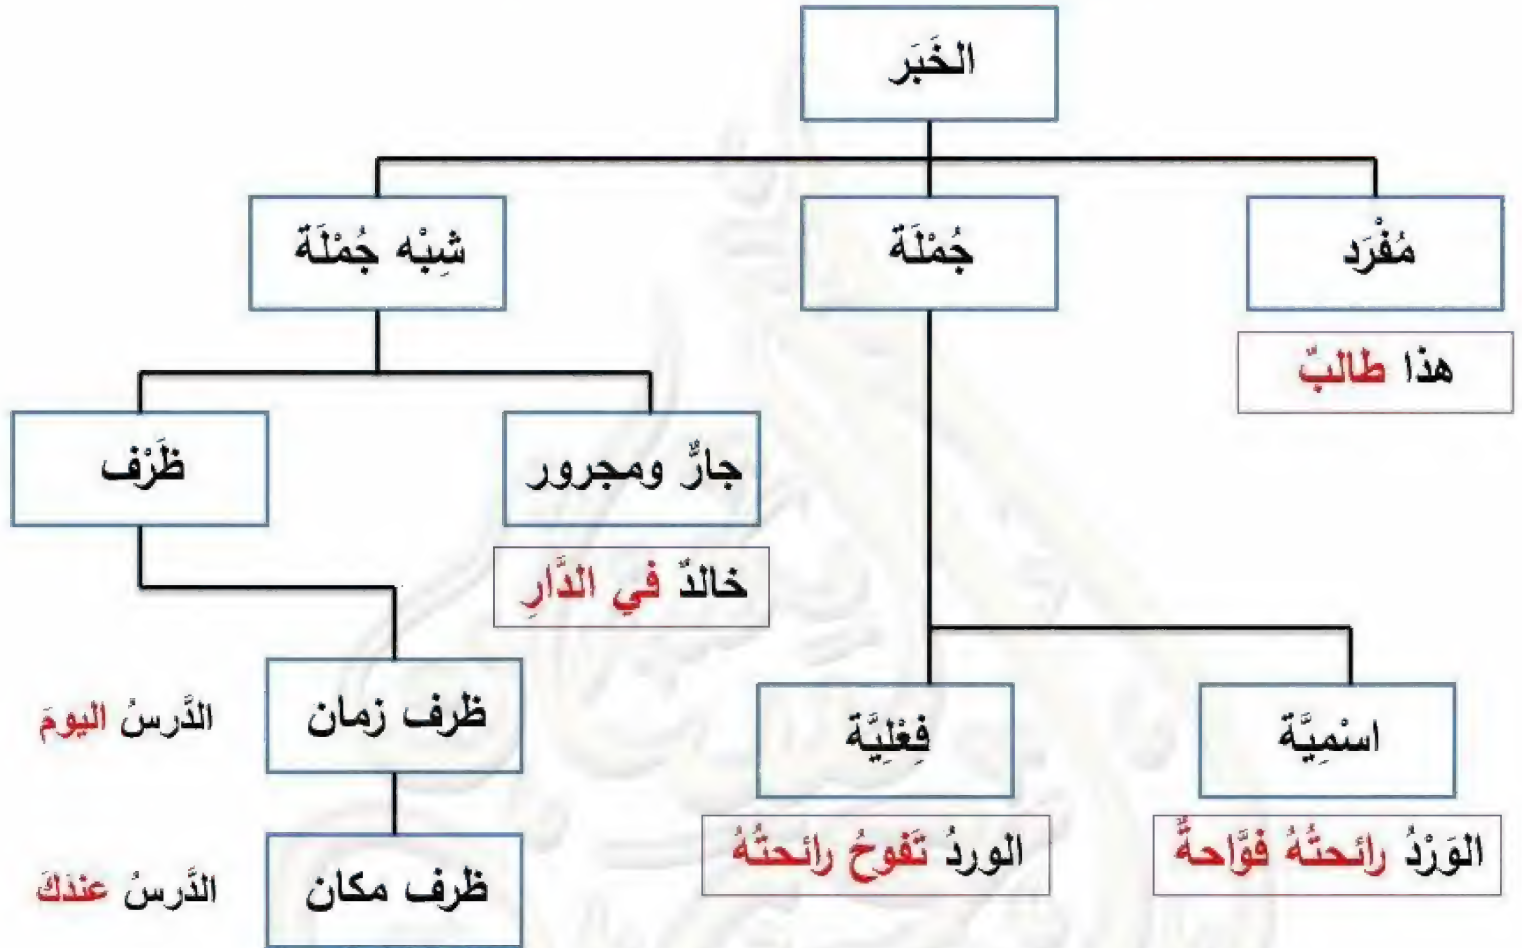 الخَبَر
مُفْرَد
جُمْلَة
شِبْه جُمْلَة
هذا طالبٌ
جارٌّ ومجرور
ظَرْف
خالدٌ في الدَّارِ
اسْمِيَّة
فِعْلِيَّة
ظرف زمان
الدَّرسُ اليومَ
الوَرْدُ رائحتُهُ فوَّاحةٌ
الوردُ تَفوحُ رائحتُهُ
ظرف مكان
الدَّرسُ عندَكَ